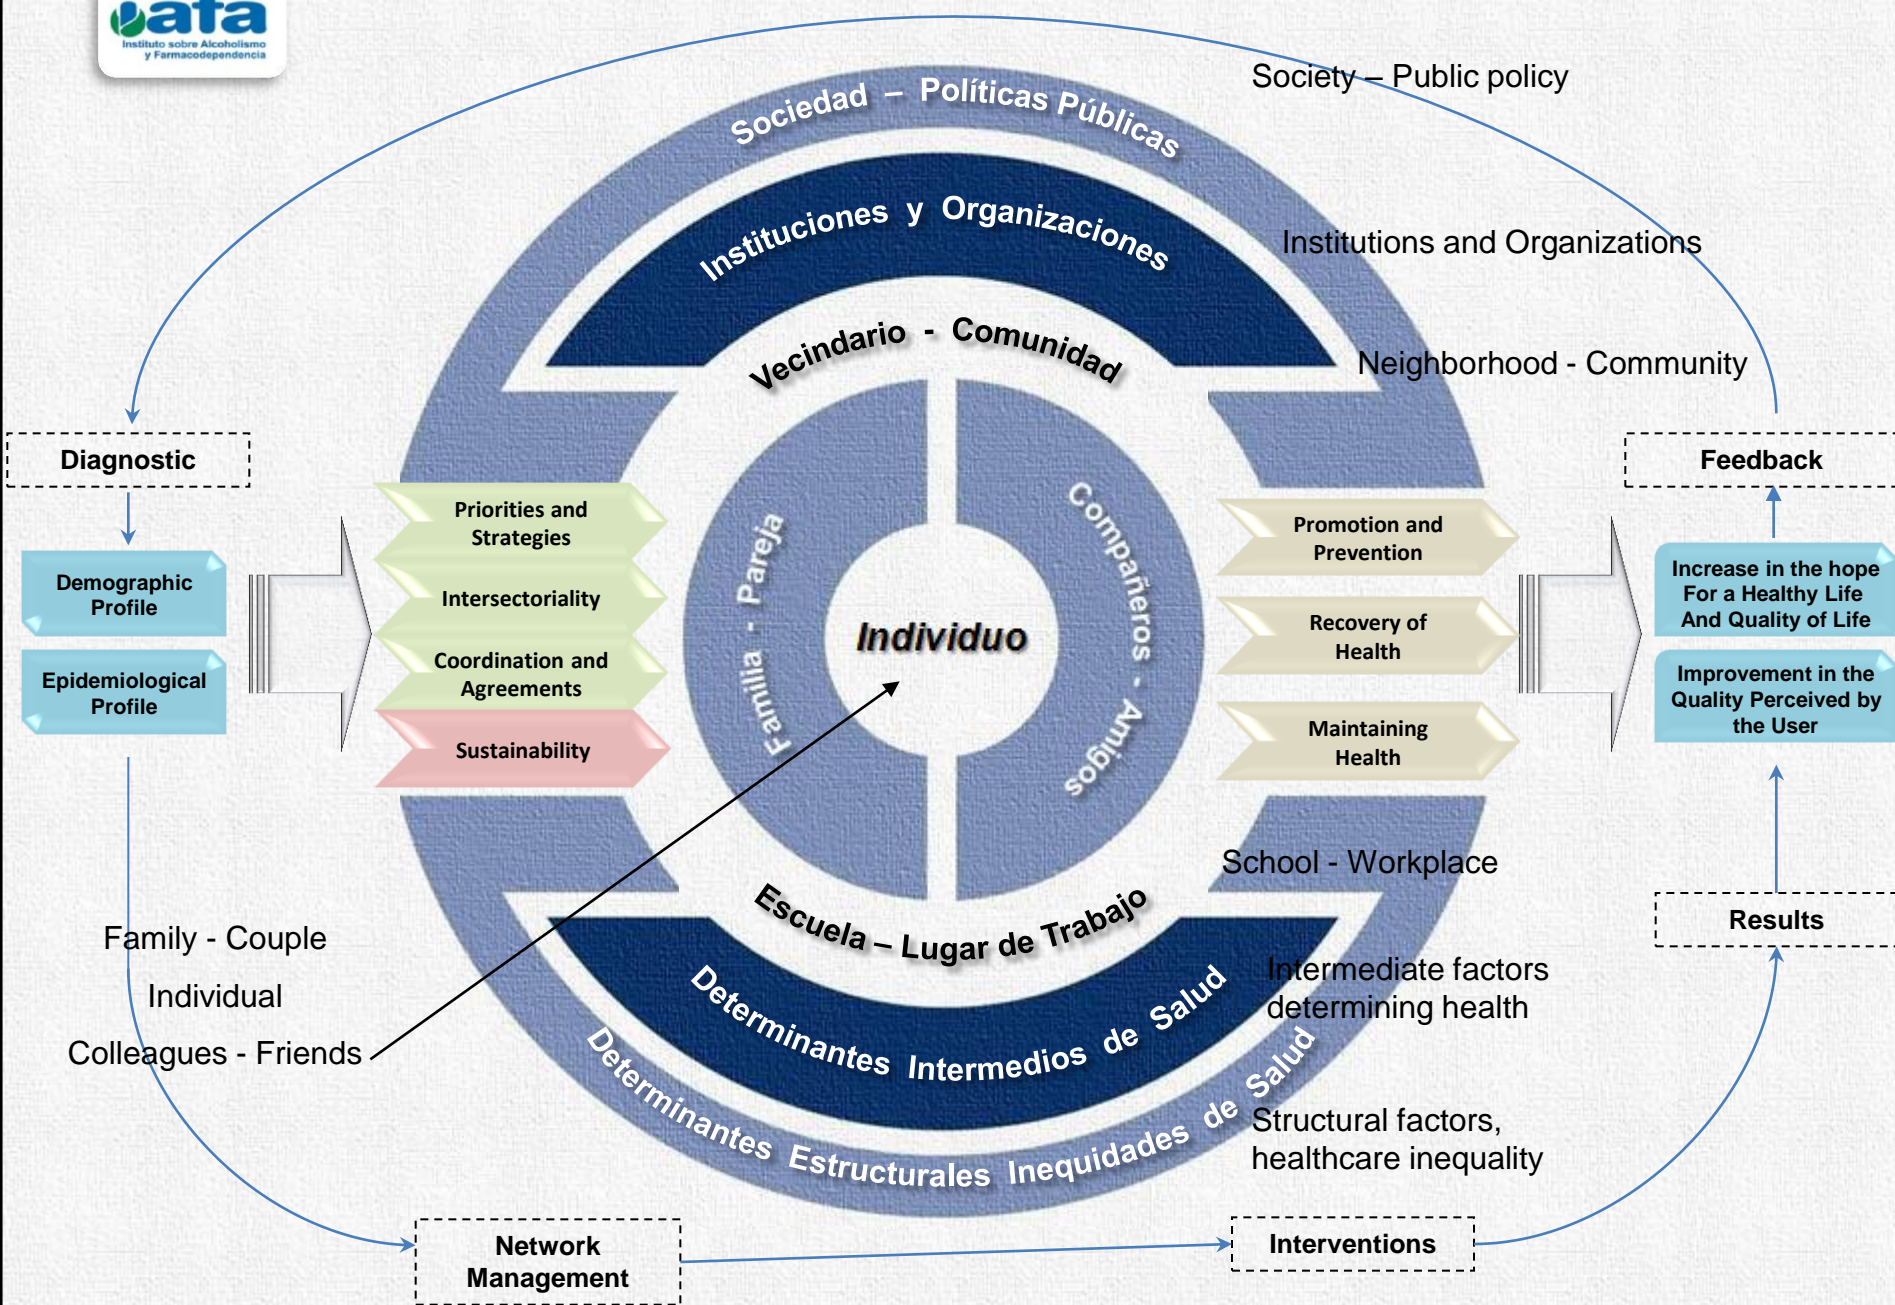 iafa
Instituto sobre Alcoholismo
y Farmacodependencia
Society – Public policy
Sociedad – Políticas Públicas
Instituciones y Organizaciones
Institutions and Organizations
Vecindario - Comunidad
Neighborhood - Community
Diagnostic
Feedback
Demographic
Profile
Epidemiological
Profile
Priorities and
Strategies
Intersectoriality
Coordination and
Agreements
Sustainability
Familia - Pareja
Individuo
Compañeros - Amigos
Promotion and
Prevention
Recovery of
Health
Maintaining
Health
Increase in the hope
For a Healthy Life
And Quality of Life
Improvement in the
Quality Perceived by
the User
School - Workplace
Escuela – Lugar de Trabajo
Results
Family - Couple
Individual
Colleagues - Friends
Determinantes Intermedios de Salud
Intermediate factors
determining health
Determinantes Estructurales Inequidades de Salud
Structural factors,
healthcare inequality
Network
Management
Interventions